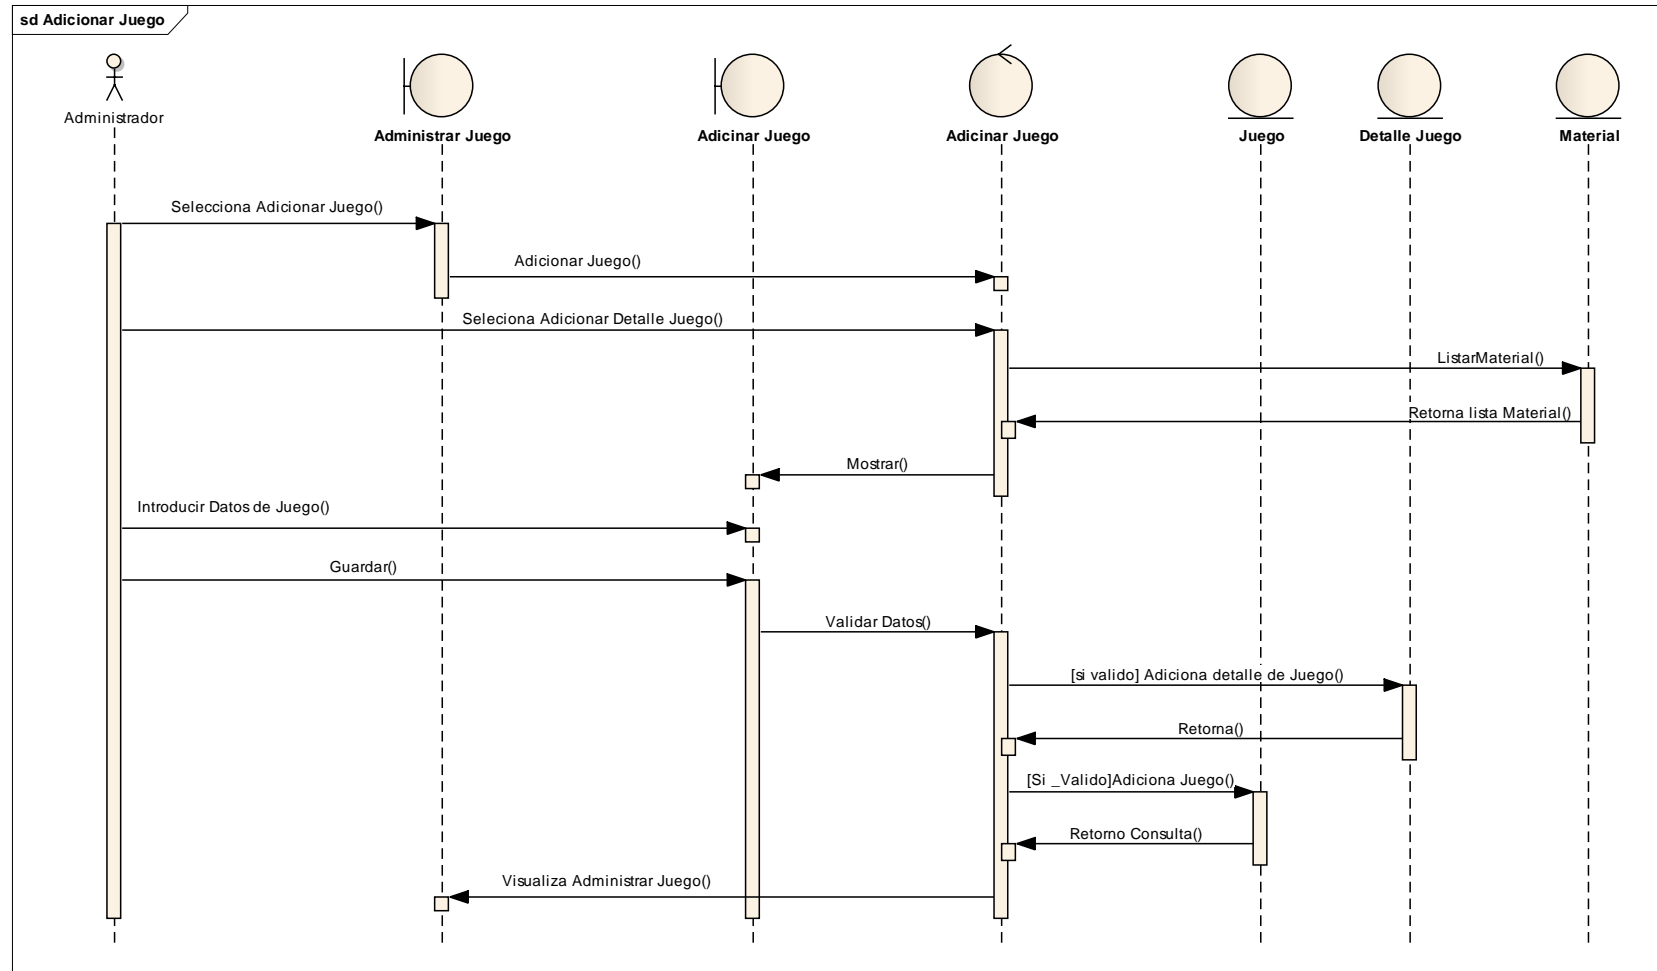 sd Adicionar Juego
Administrador
Administrar Juego
Adicinar Juego
Adicinar Juego
Juego
Detalle Juego
Material
Selecciona Adicionar Juego()
Adicionar Juego()
Seleciona Adicionar Detalle Juego()
ListarMaterial()
Retorna lista Material()
Mostrar()
Introducir Datos de Juego()
Guardar()
Validar Datos()
[si valido] Adiciona detalle de Juego()
Retorna()
[Si _Valido]Adiciona Juego()
Retorno Consulta()
Visualiza Administrar Juego()